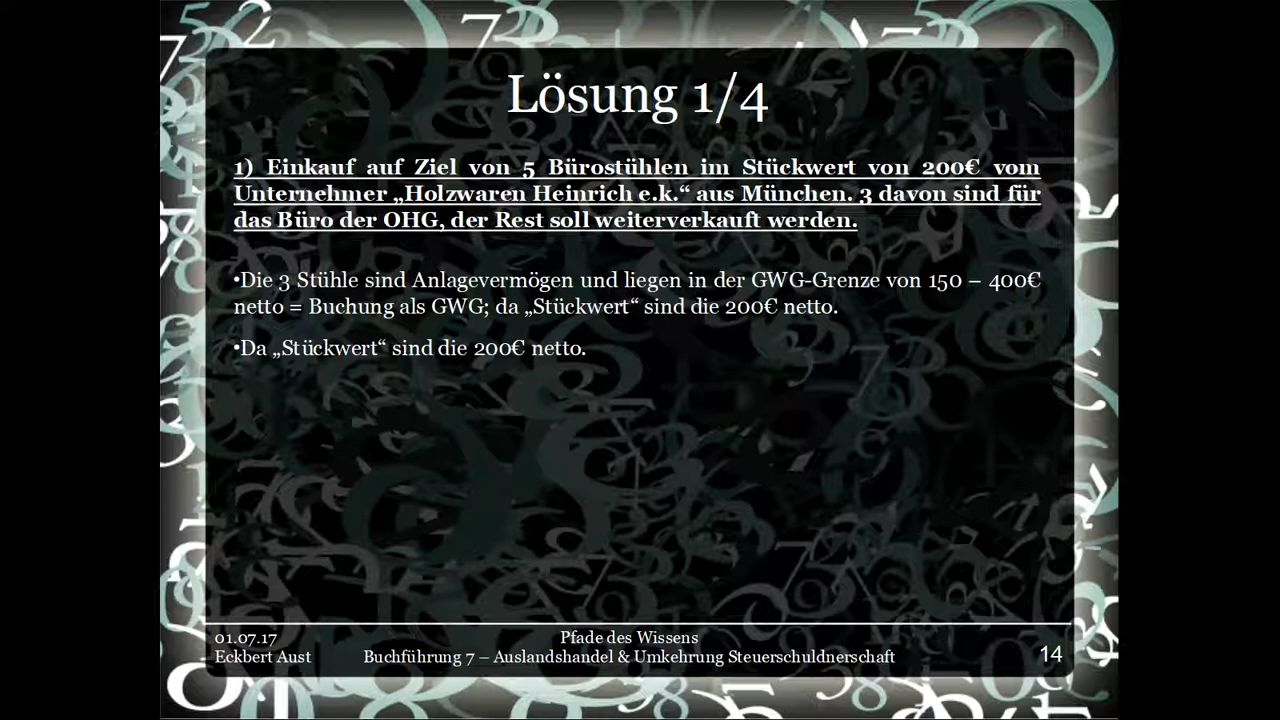 Lösung 1/4
1) Einkauf auf Ziel von 5 Bürostühlen im Stückwert von 200€ vom
Unternehmer „Holzwaren Heinrich e.k.“ aus München. 3 davon sind für
das Büro der OHG, der Rest soll weiterverkauft werden.
•Die 3 Stühle sind Anlagevermögen und liegen in der GWG-Grenze von 150 – 400€
netto = Buchung als GWG; da „Stückwert“ sind die 200€ netto.
•Da „Stückwert“ sind die 200€ netto.
01.07.17
Eckbert Aust
Pfade des Wissens
Buchführung 7 – Auslandshandel & Umkehrung Steuerschuldnerschaft
14